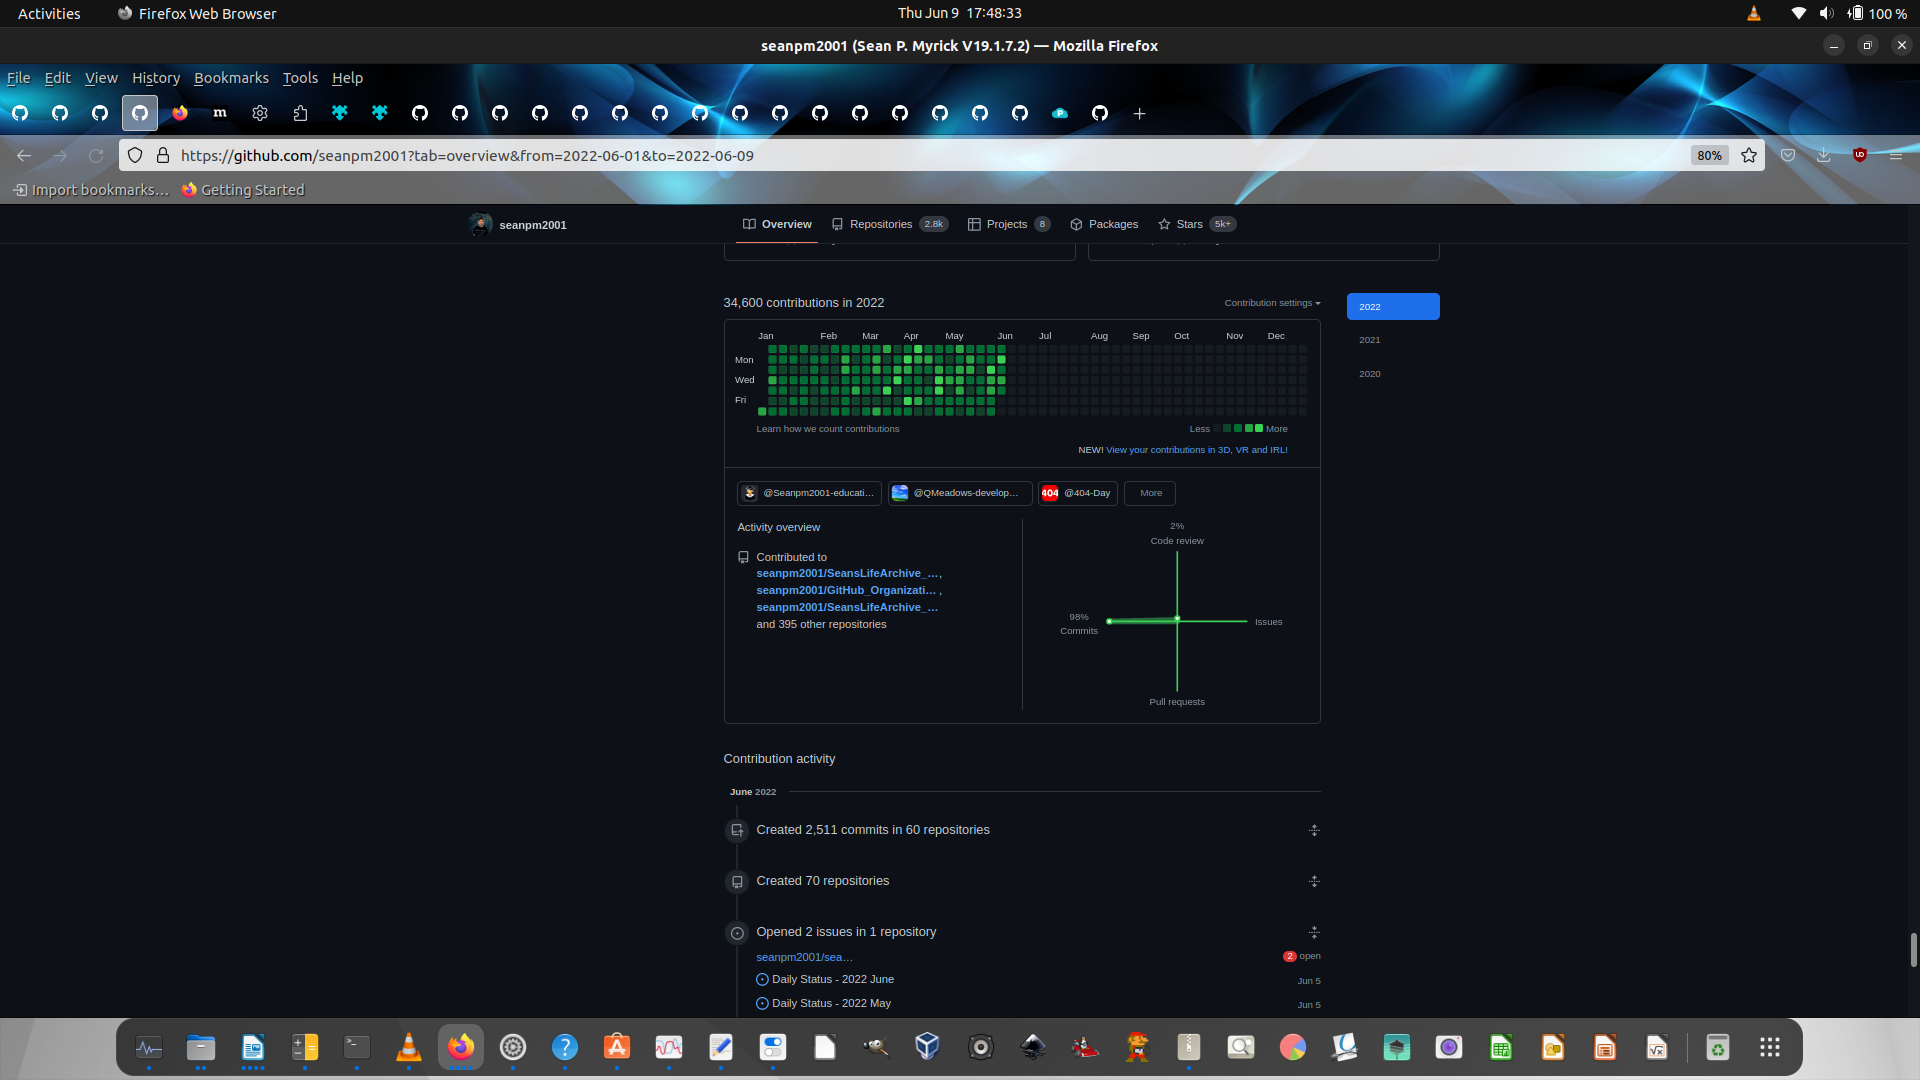 Activities
Firefox Web Browser
Thu Jun 9 17:48:33
100 %
seanpm2001 (Sean P. Myrick V19.1.7.2) — Mozilla Firefox
File Edit View History Bookmarks Tools Help
m
P
https://github.com/seanpm2001?tab=overview&from=2022-06-01&to=2022-06-09
80%
Import bookmarks…
Getting Started
seanpm2001
Overview
Repositories 2.8k
Projects 8
Packages
Stars 5k+
34,600 contributions in 2022
Contribution settings
2022
2021
2020
Jan Feb Mar Apr May Jun Jul Aug Sep Oct Nov Dec
Mon
Wed
Fri
Learn how we count contributions
Less More
NEW! View your contributions in 3D, VR and IRL!
@Seanpm2001-educati…
@QMeadows-develop…
404 @404-Day
More
Activity overview
Contributed to
seanpm2001/SeansLifeArchive_…,
seanpm2001/GitHub_Organizati… ,
seanpm2001/SeansLifeArchive_…
and 395 other repositories
2%
Code review
98%
Commits
Issues
Pull requests
Contribution activity
June 2022
Created 2,511 commits in 60 repositories
Created 70 repositories
Opened 2 issues in 1 repository
seanpm2001/sea…
2 open
Daily Status - 2022 June
Jun 5
Daily Status - 2022 May
Jun 5